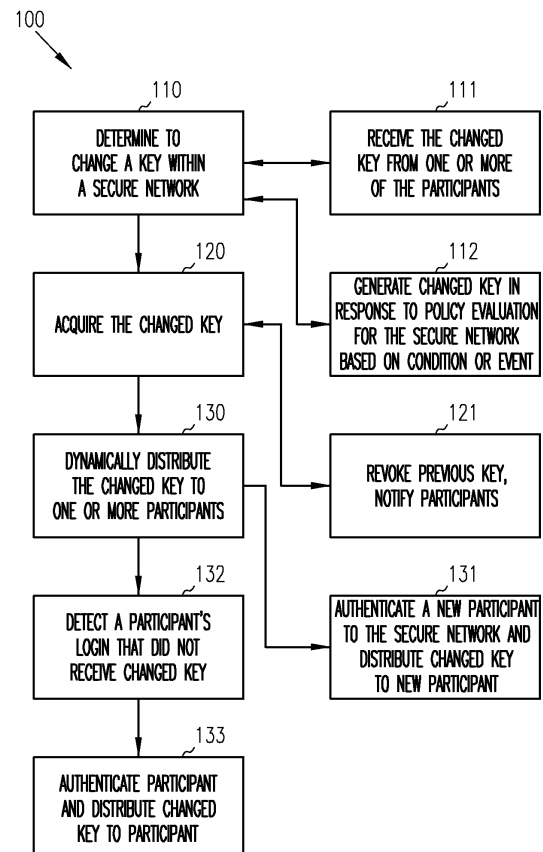 100
110
DETERMINE TO
CHANGE A KEY WITHIN
A SECURE NETWORK
111
RECEIVE THE CHANGED
KEY FROM ONE OR MORE
OF THE PARTICIPANTS
120
ACQUIRE THE CHANGED KEY
112
GENERATE CHANGED KEY IN
RESPONSE TO POLICY EVALUATION
FOR THE SECURE NETWORK
BASED ON CONDITION OR EVENT
130
DYNAMICALLY DISTRIBUTE
THE CHANGED KEY TO
ONE OR MORE PARTICIPANTS
121
REVOKE PREVIOUS KEY,
NOTIFY PARTICIPANTS
132
DETECT A PARTICIPANT'S
LOGIN THAT DID NOT
RECEIVE CHANGED KEY
131
AUTHENTICATE A NEW PARTICIPANT
TO THE SECURE NETWORK AND
DISTRIBUTE CHANGED KEY
TO NEW PARTICIPANT
133
AUTHENTICATE PARTICIPANT
AND DISTRIBUTE CHANGED
KEY TO PARTICIPANT